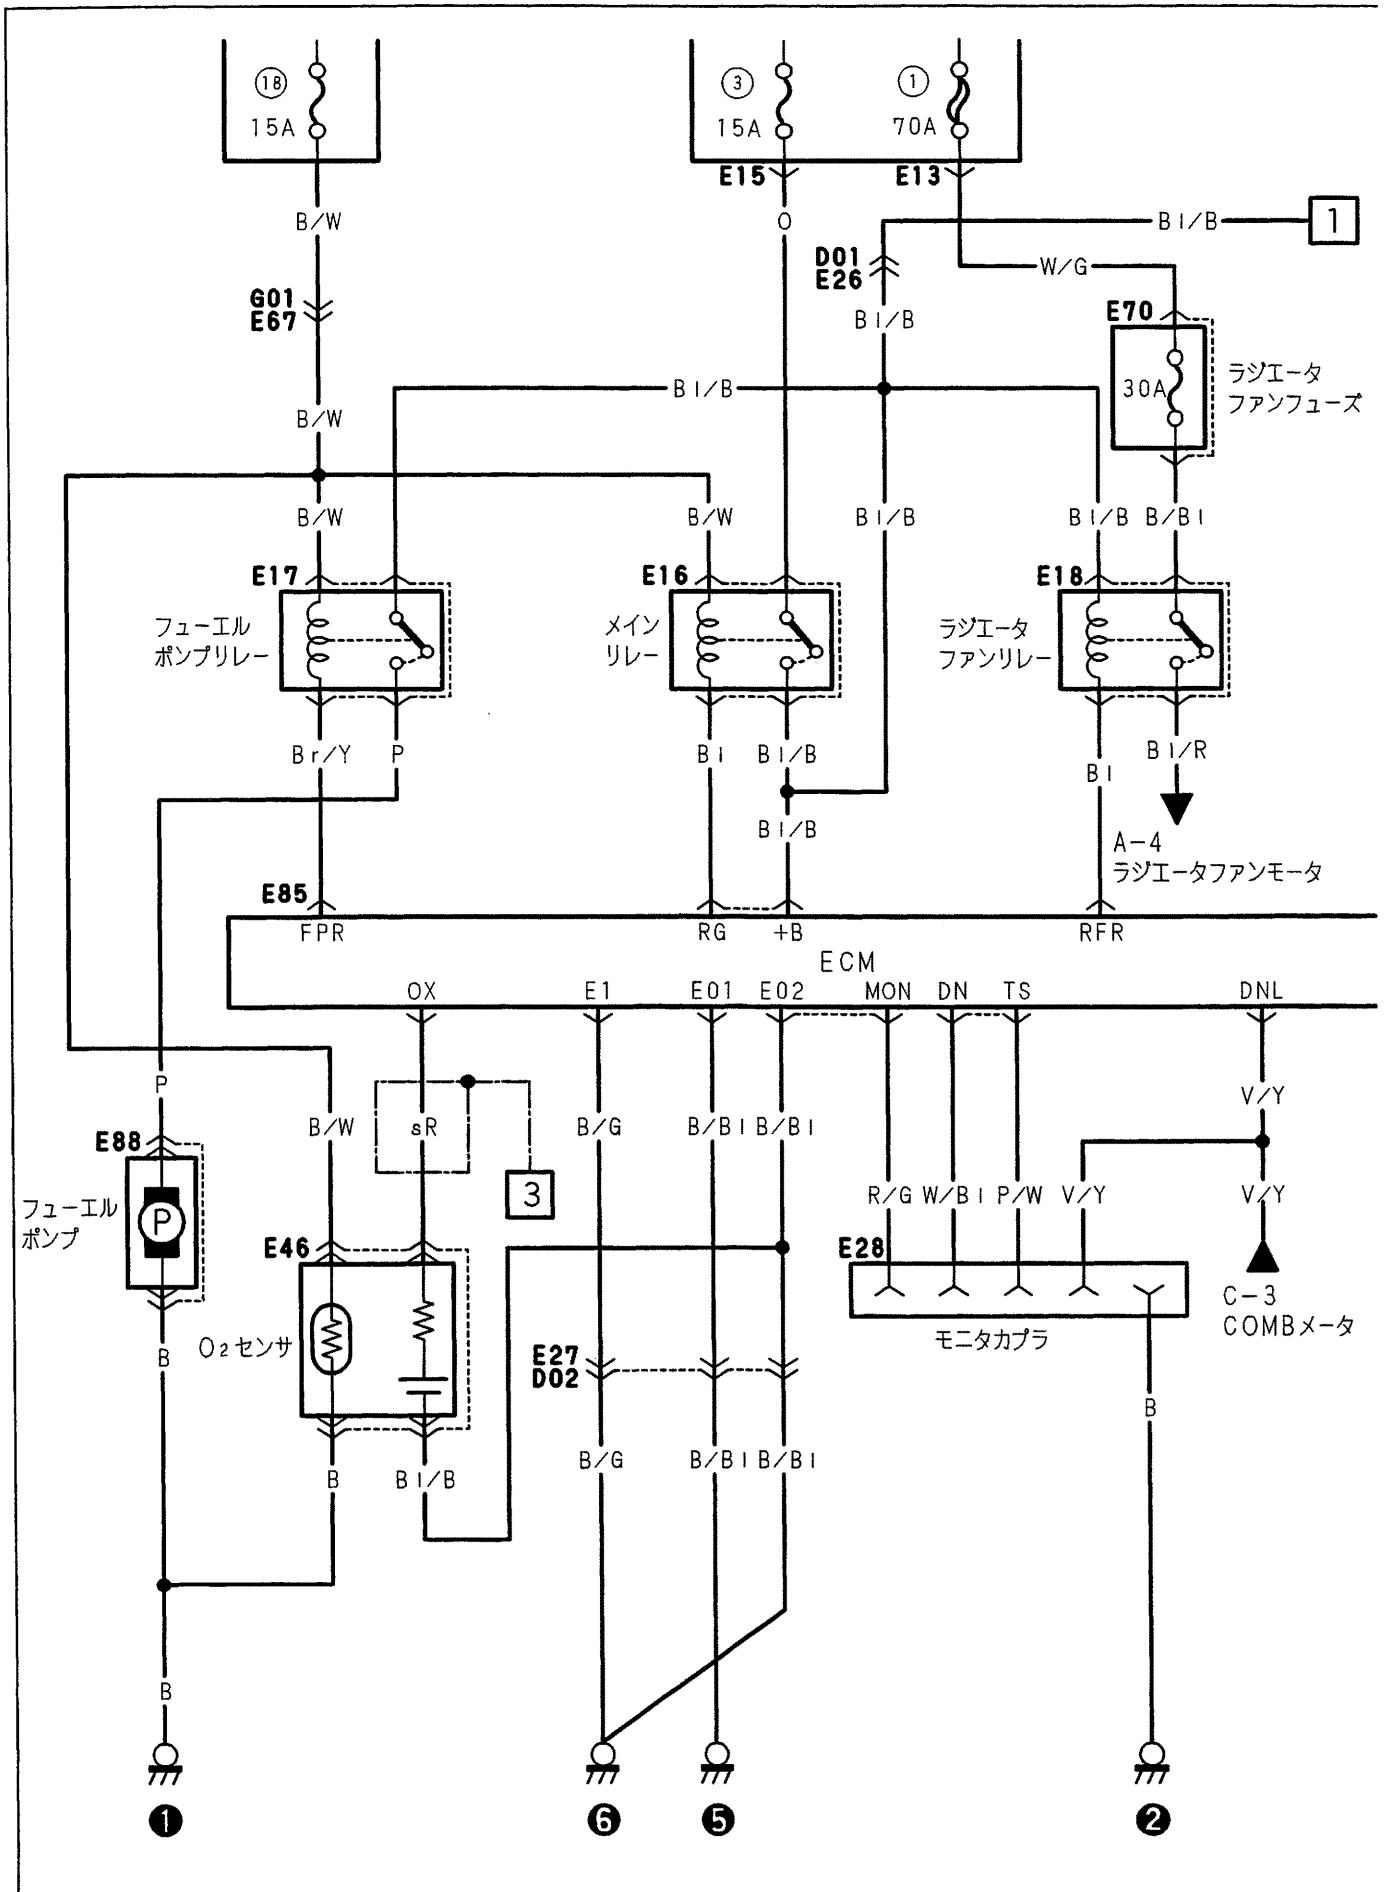 18
3
1
15A
15A
70A
E15
E13
B/W
O
Bl/B
1
D01
E26
W/G
G01
E67
Bl/B
E70
30A
ラジエータ
ファンフューズ
B/W
Bl/B
B/W
B/W
Bl/B
Bl/B
B/Bl
E17
E16
E18
フューエル
ポンプリレー
メイン
リレー
ラジエータ
ファンリレー
Br/Y
P
Bl
Bl/B
Bl
Bl/R
Bl/B
A-4
ラジエータファンモータ
E85
FPR
RG
+B
RFR
ECM
OX
E1
E01
E02
MON
DN
TS
DNL
P
B/W
sR
B/G
B/Bl
B/Bl
V/Y
E88
3
R/G
W/Bl
P/W
V/Y
V/Y
フューエル
ポンプ
P
E46
E28
C-3
COMBメータ
O2センサ
モニタカプラ
B
E27
D02
B
B
Bl/B
B/G
B/Bl
B/Bl
B
1
6
5
2